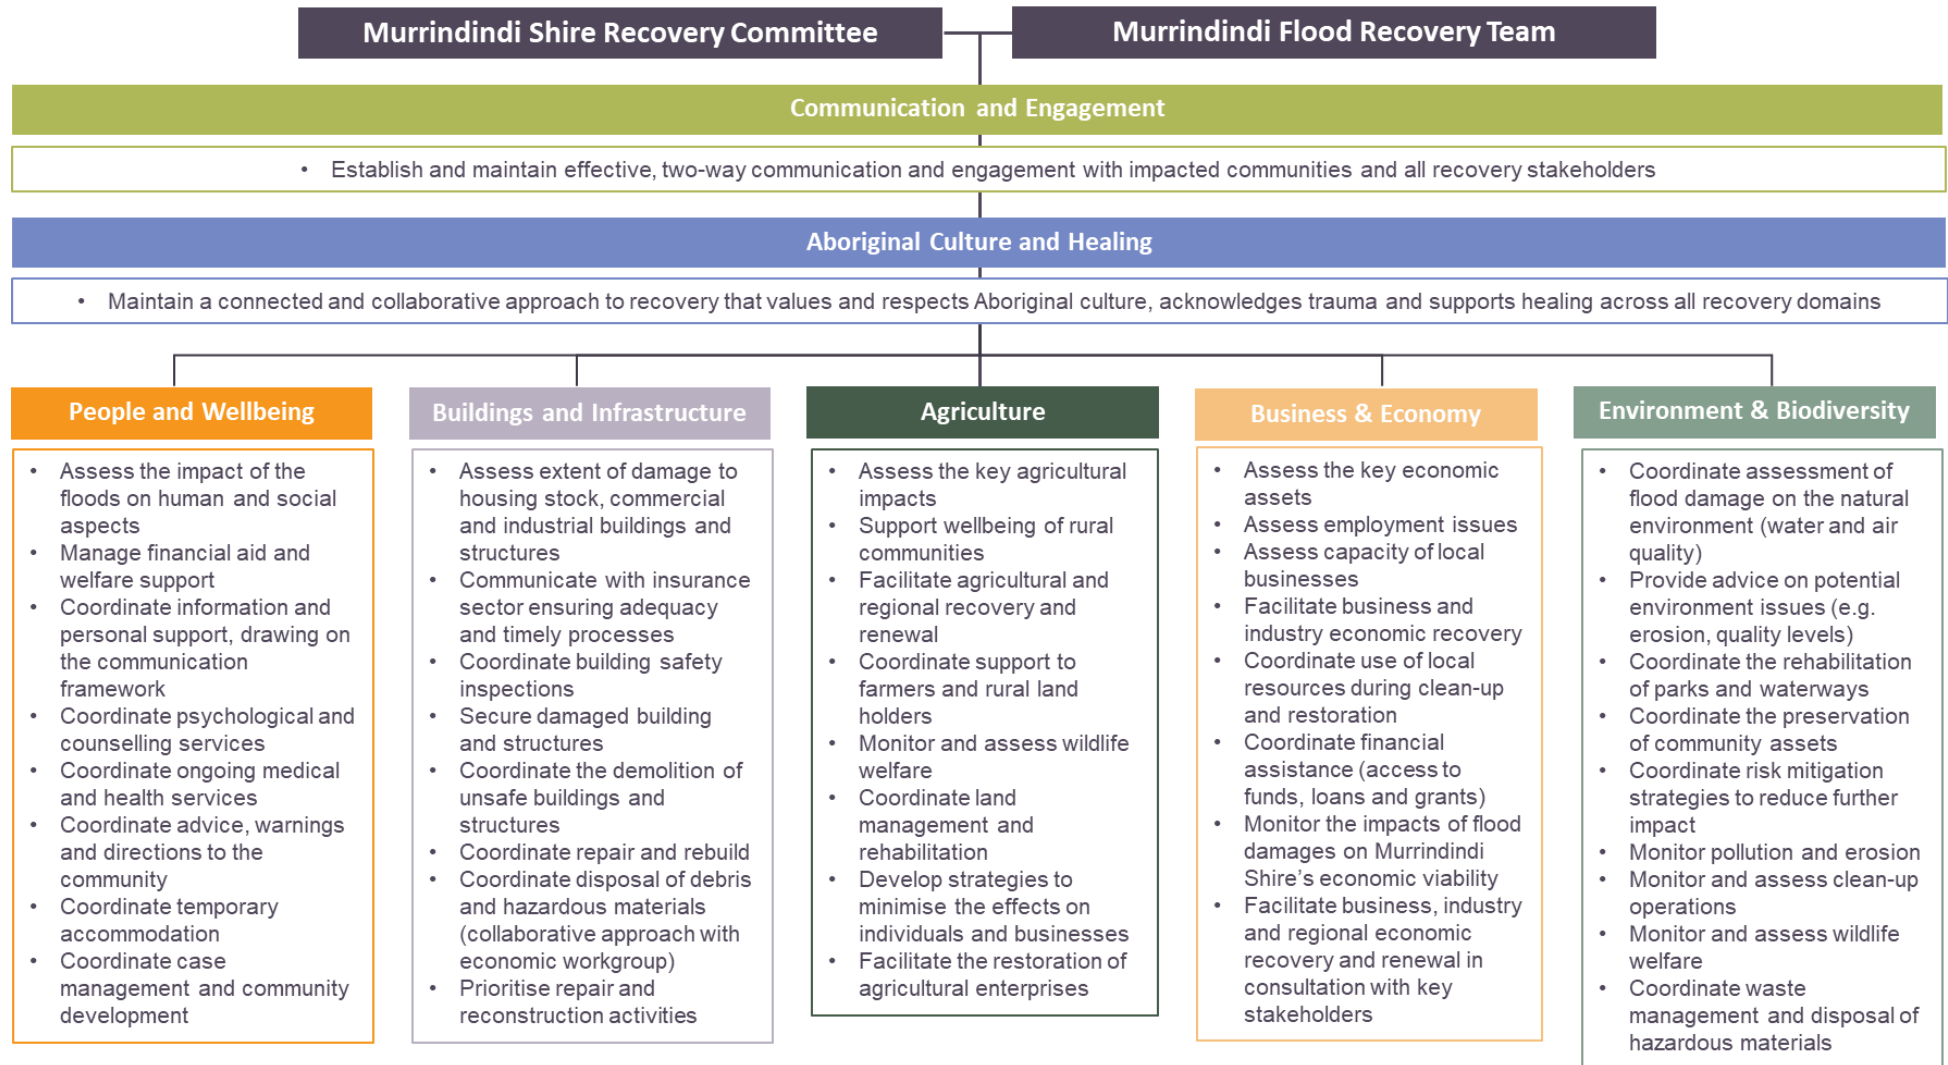 Murrindindi Shire Recovery Committee
Murrindindi Flood Recovery Team
Communication and Engagement
• Establish and maintain effective, two-way communication and engagement with impacted communities and all recovery stakeholders
Aboriginal Culture and Healing
• Maintain a connected and collaborative approach to recovery that values and respects Aboriginal culture, acknowledges trauma and supports healing across all recovery domains
People and Wellbeing
• Assess the impact of the
floods on human and social
aspects
• Manage financial aid and
welfare support
• Coordinate information and
personal support, drawing on
the communication
framework
• Coordinate psychological and
counselling services
• Coordinate ongoing medical
and health services
• Coordinate advice, warnings
and directions to the
community
• Coordinate temporary
accommodation
• Coordinate case
management and community
development
Buildings and Infrastructure
• Assess extent of damage to
housing stock, commercial
and industrial buildings and
structures
• Communicate with insurance
sector ensuring adequacy
and timely processes
• Coordinate building safety
inspections
• Secure damaged building
and structures
• Coordinate the demolition of
unsafe buildings and
structures
• Coordinate repair and rebuild
• Coordinate disposal of debris
and hazardous materials
(collaborative approach with
economic workgroup)
• Prioritise repair and
reconstruction activities
Agriculture
• Assess the key agricultural
impacts
• Support wellbeing of rural
communities
• Facilitate agricultural and
regional recovery and
renewal
• Coordinate support to
farmers and rural land
holders
• Monitor and assess wildlife
welfare
• Coordinate land
management and
rehabilitation
• Develop strategies to
minimise the effects on
individuals and businesses
• Facilitate the restoration of
agricultural enterprises
Business & Economy
• Assess the key economic
assets
• Assess employment issues
• Assess capacity of local
businesses
• Facilitate business and
industry economic recovery
• Coordinate use of local
resources during clean-up
and restoration
• Coordinate financial
assistance (access to
funds, loans and grants)
• Monitor the impacts of flood
damages on Murrindindi
Shire's economic viability
• Facilitate business, industry
and regional economic
recovery and renewal in
consultation with key
stakeholders
Environment & Biodiversity
• Coordinate assessment of
flood damage on the natural
environment (water and air
quality)
• Provide advice on potential
environment issues (e.g.
erosion, quality levels)
• Coordinate the rehabilitation
of parks and waterways
• Coordinate the preservation
of community assets
• Coordinate risk mitigation
strategies to reduce further
impact
• Monitor pollution and erosion
• Monitor and assess clean-up
operations
• Monitor and assess wildlife
welfare
• Coordinate waste
management and disposal of
hazardous materials